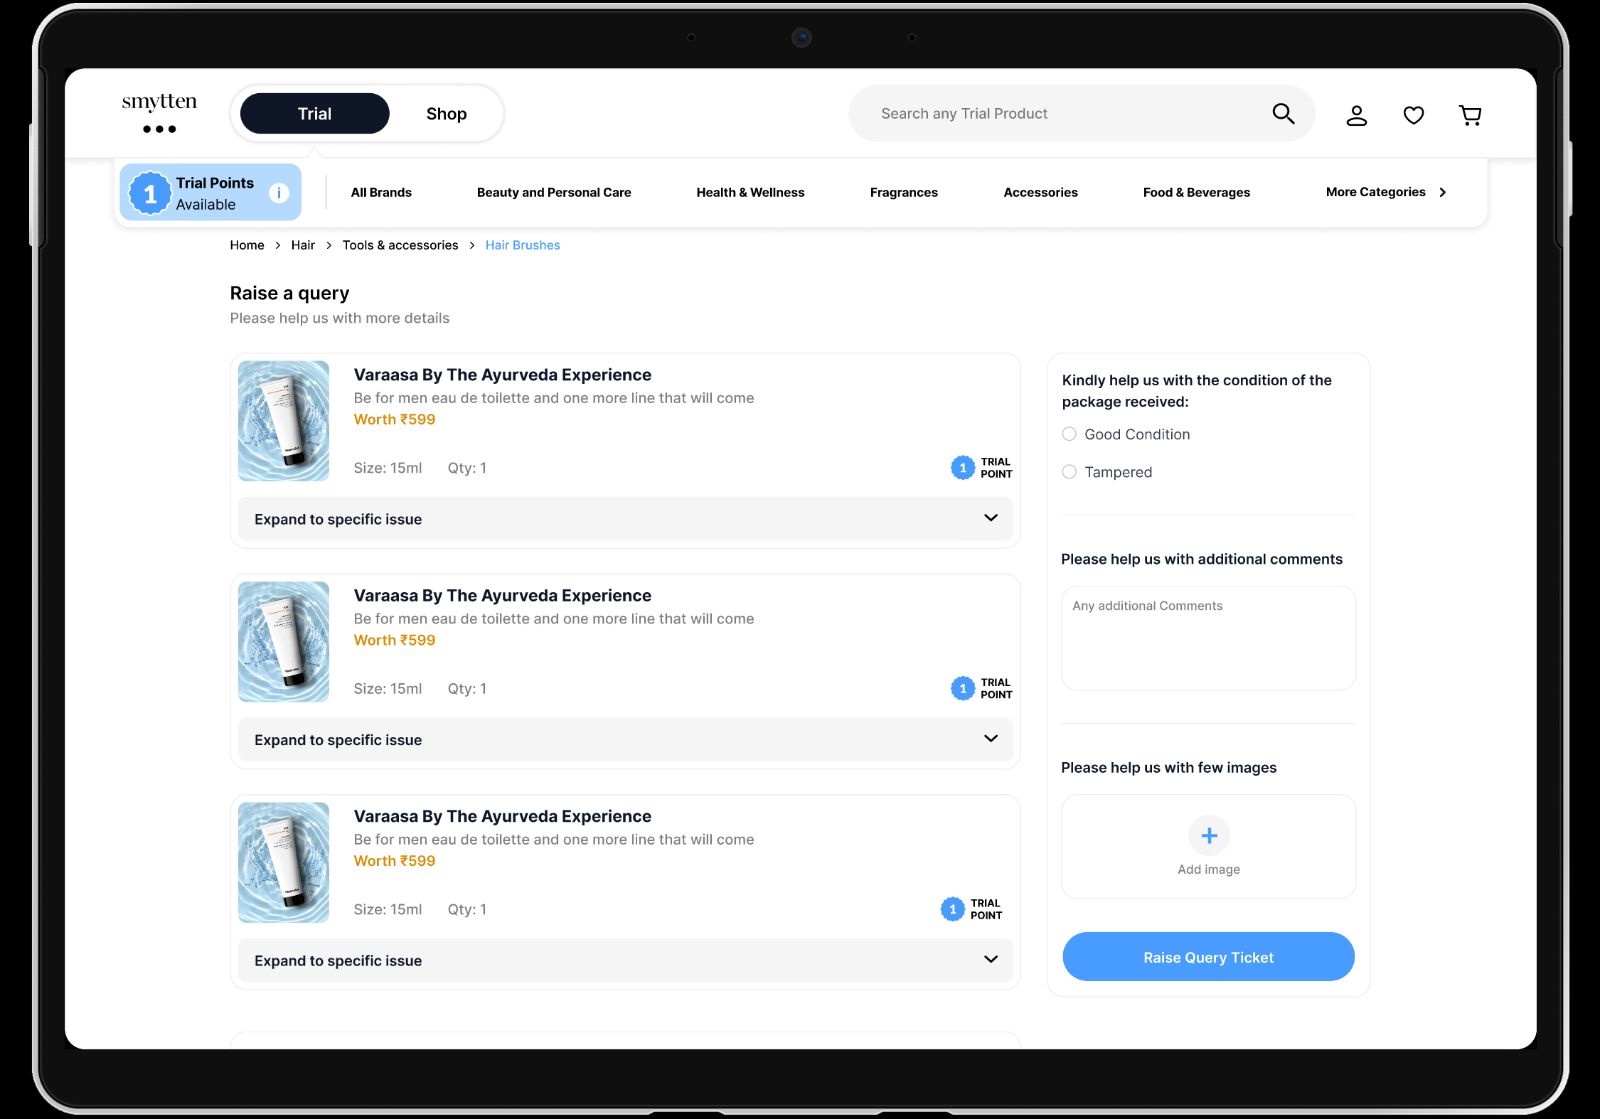 smytten
Trial
Shop
Search any Trial Product
1
Trial Points
Available
i
All Brands
Beauty and Personal Care
Health & Wellness
Fragrances
Accessories
Food & Beverages
More Categories
Home > Hair > Tools & accessories > Hair Brushes
Raise a query
Please help us with more details
Varaasa By The Ayurveda Experience
Be for men eau de toilette and one more line that will come
Worth ₹599
Size: 15ml Qty: 1
1
TRIAL
POINT
Expand to specific issue
Varaasa By The Ayurveda Experience
Be for men eau de toilette and one more line that will come
Worth ₹599
Size: 15ml Qty: 1
1
TRIAL
POINT
Expand to specific issue
Varaasa By The Ayurveda Experience
Be for men eau de toilette and one more line that will come
Worth ₹599
Size: 15ml Qty: 1
1
TRIAL
POINT
Expand to specific issue
Kindly help us with the condition of the
package received:
Good Condition
Tampered
Please help us with additional comments
Any additional Comments
Please help us with few images
Add image
Raise Query Ticket